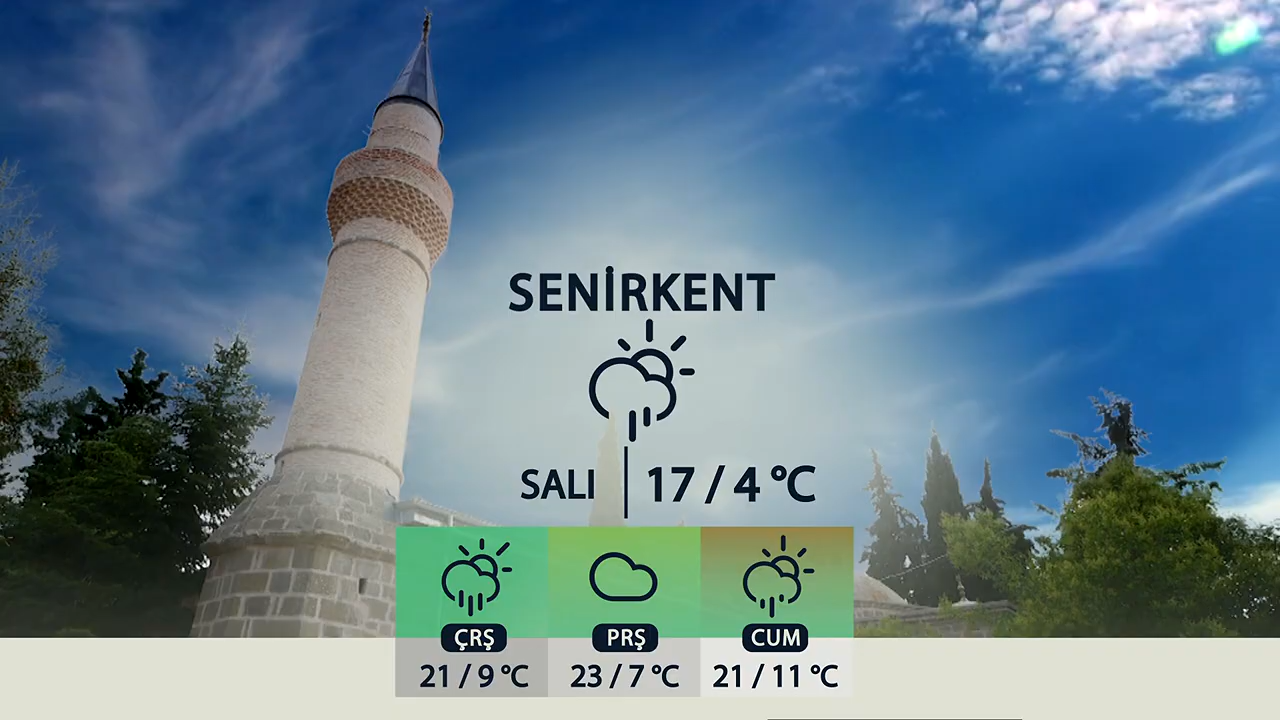 SENİRKENT
SALI 17 / 4 °C
ÇRŞ PRŞ CUM
21 / 9 °C 23 / 7 °C 21 / 11 °C